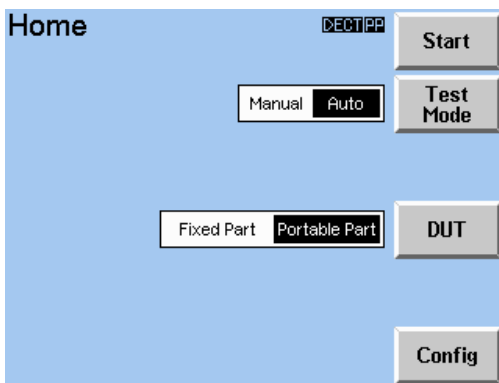 Home
DECT PP
Start
Manual Auto
Test
Mode
Fixed Part Portable Part
DUT
Config